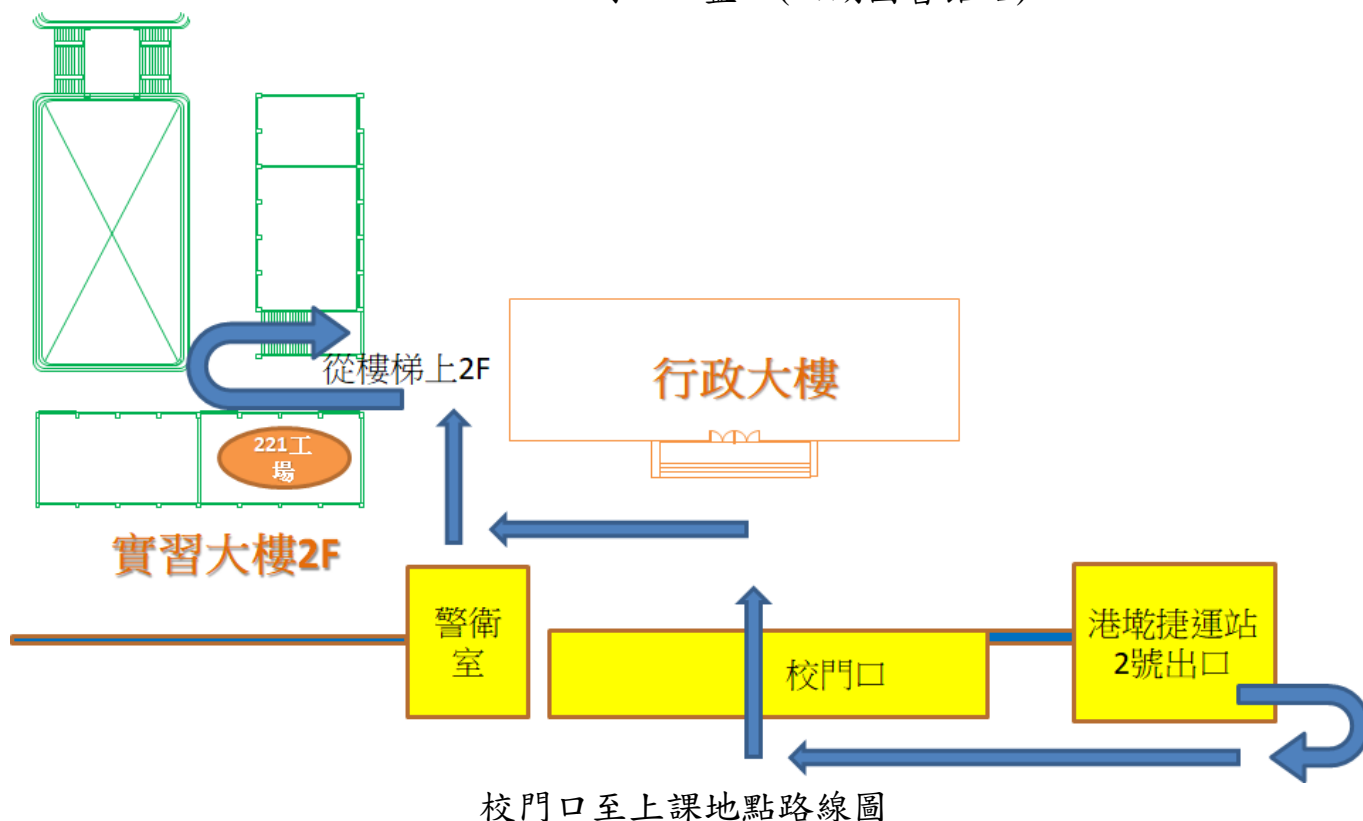 從樓梯上2F
行政大樓
221工
場
實習大樓2F
警衛
室
校門口
港墘捷運站
2號出口
校門口至上課地點路線圖